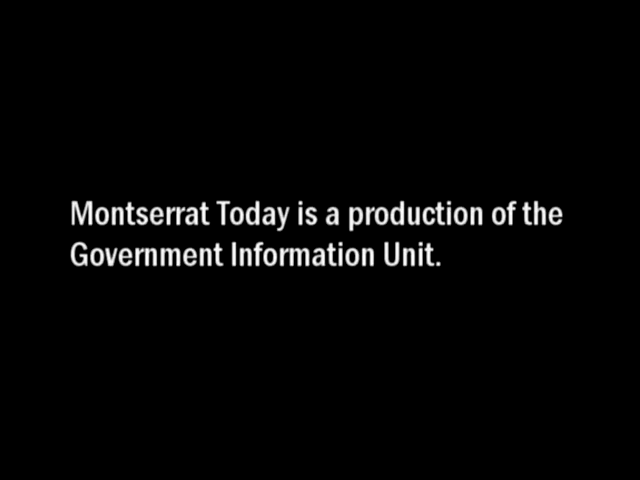 Montserrat Today is a production of the
Government Information Unit.